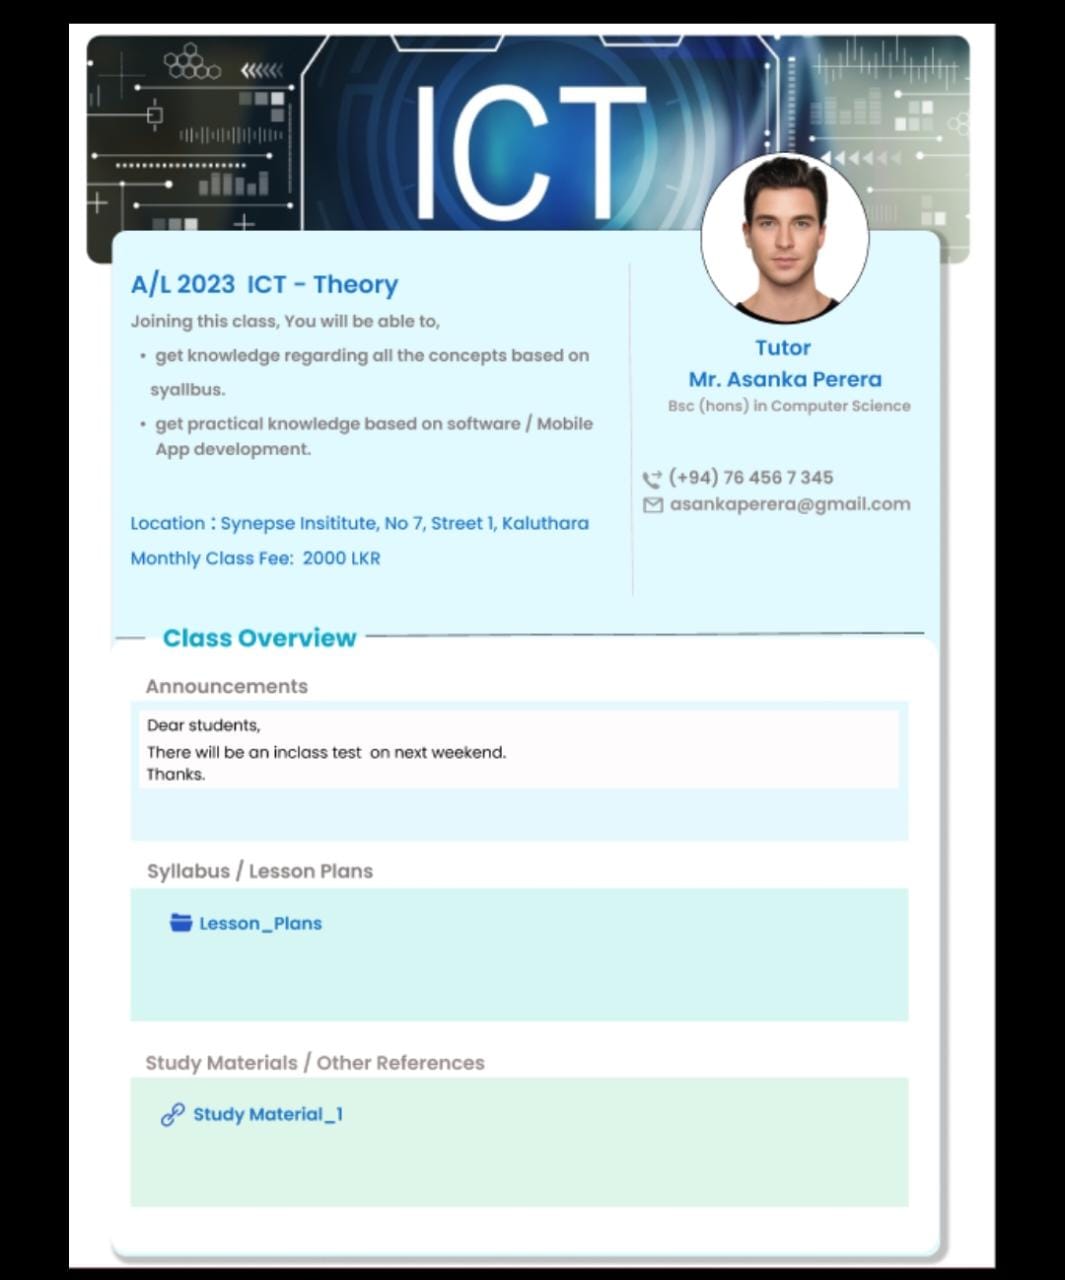 ICT
A/L 2023 ICT - Theory
Joining this class, You will be able to,
• get knowledge regarding all the concepts based on
syallbus.
• get practical knowledge based on software / Mobile
App development.
Location : Synepse Insititute, No 7, Street 1, Kaluthara
Monthly Class Fee: 2000 LKR
Tutor
Mr. Asanka Perera
Bsc (hons) in Computer Science
(+94) 76 456 7 345
asankaperera@gmail.com
Class Overview
Announcements
Dear students,
There will be an inclass test on next weekend.
Thanks.
Syllabus / Lesson Plans
Lesson_Plans
Study Materials / Other References
Study Material_1